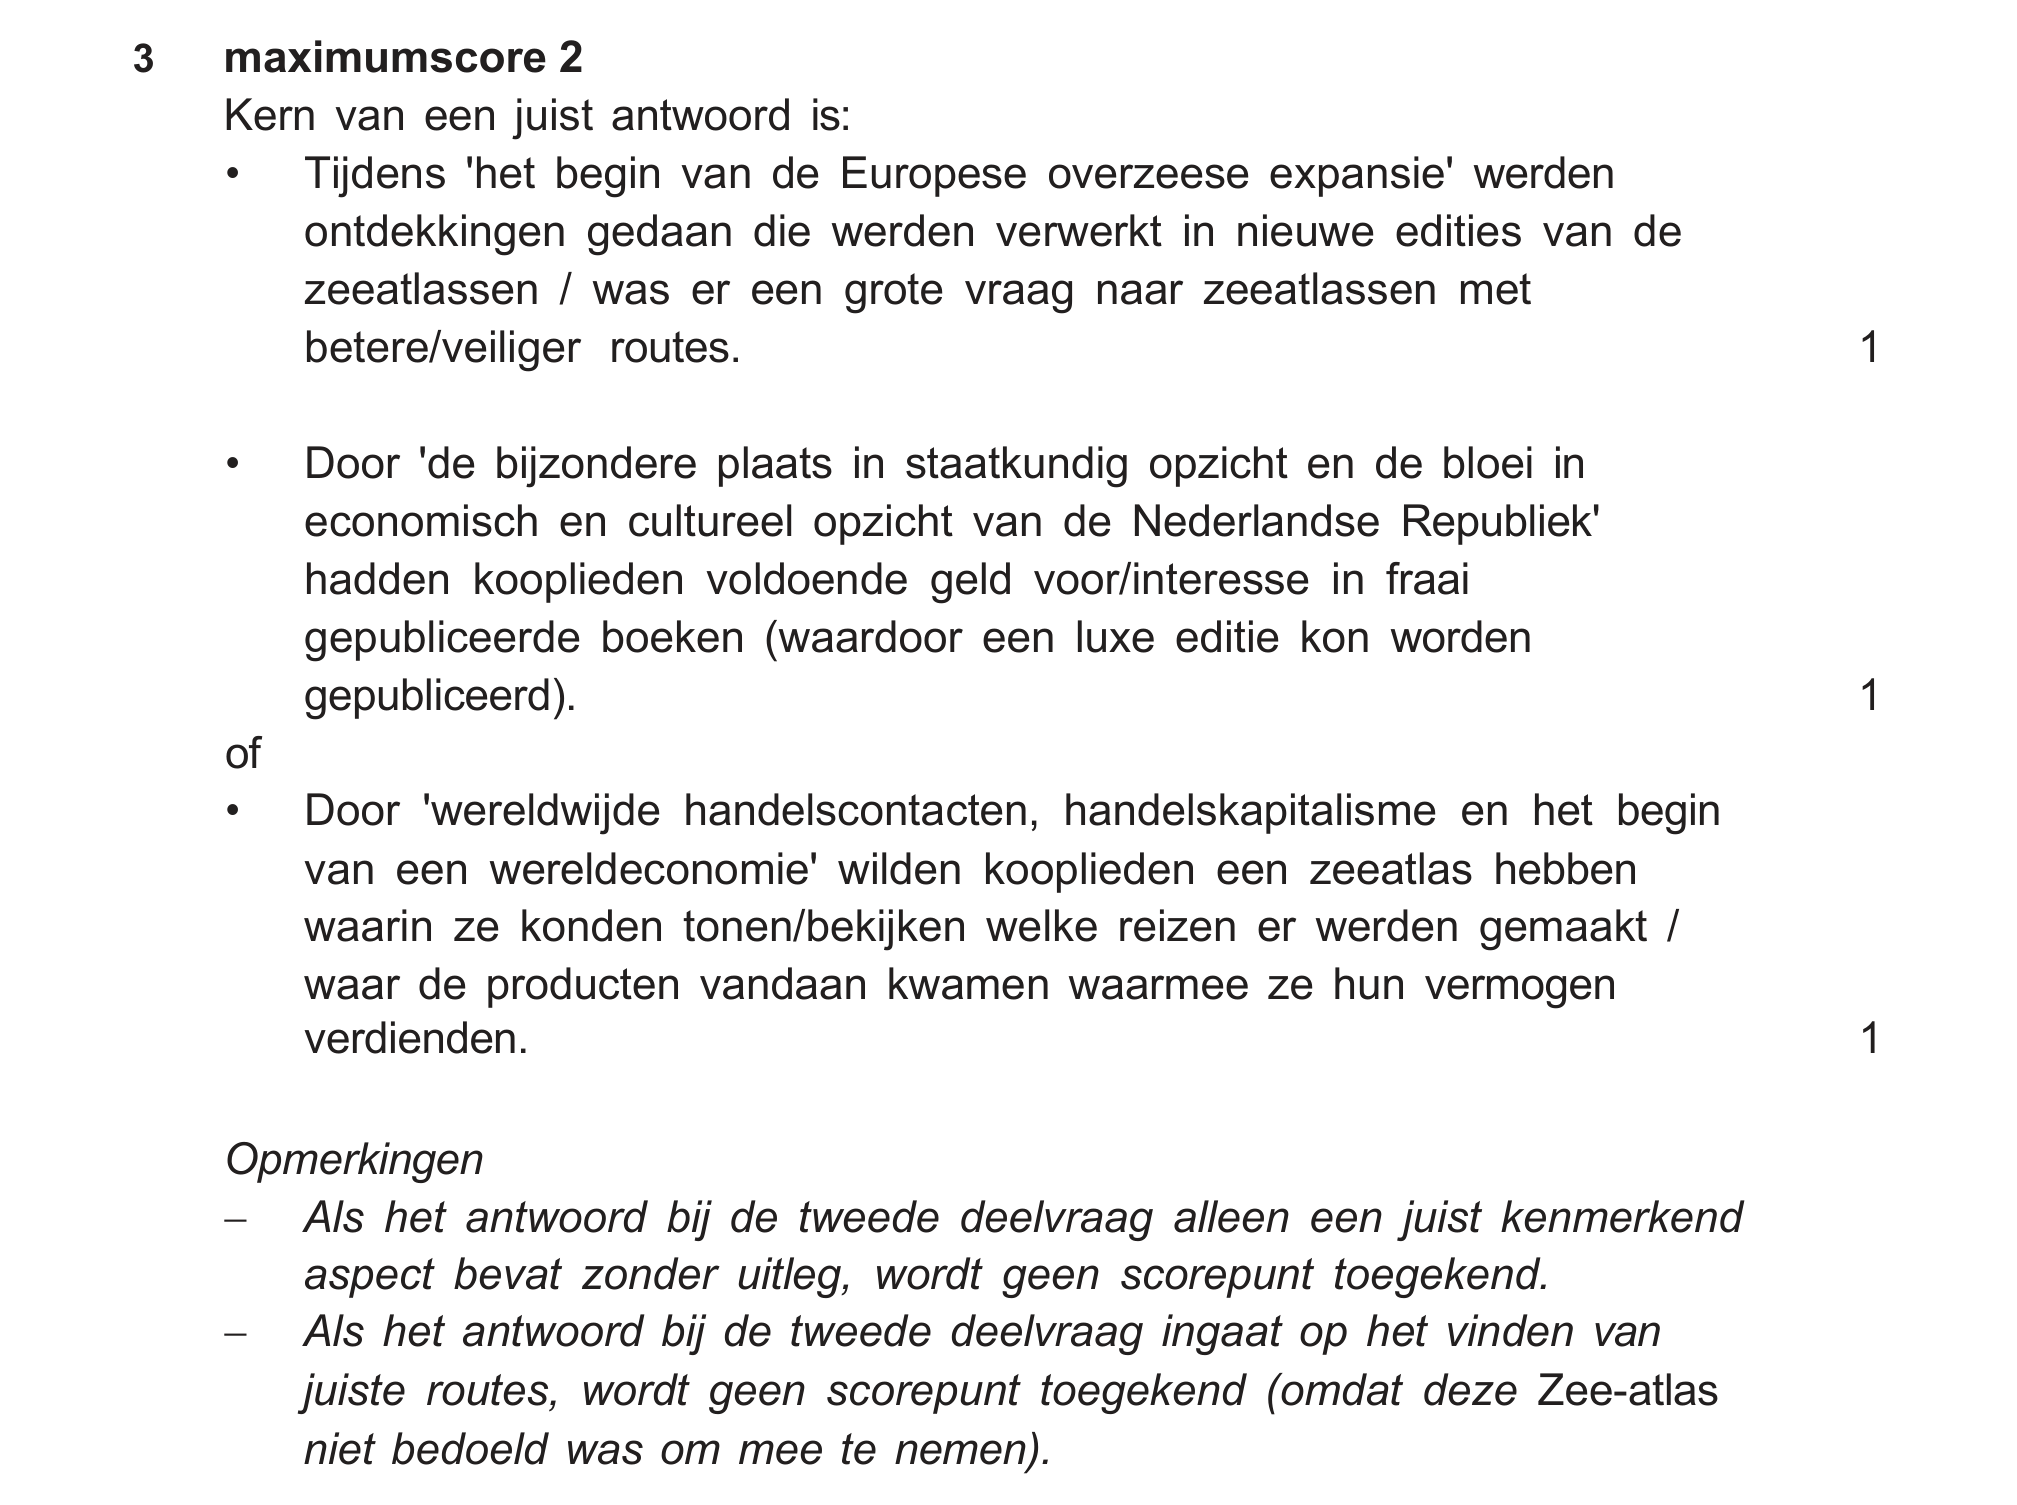 3 maximumscore 2
Kern van een juist antwoord is:
• Tijdens 'het begin van de Europese overzeese expansie' werden
ontdekkingen gedaan die werden verwerkt in nieuwe edities van de
zeeatlassen / was er een grote vraag naar zeeatlassen met
betere/veiliger routes. 1
• Door 'de bijzondere plaats in staatkundig opzicht en de bloei in
economisch en cultureel opzicht van de Nederlandse Republiek'
hadden kooplieden voldoende geld voor/interesse in fraai
gepubliceerde boeken (waardoor een luxe editie kon worden
gepubliceerd). 1
of
• Door 'wereldwijde handelscontacten, handelskapitalisme en het begin
van een wereldeconomie' wilden kooplieden een zeeatlas hebben
waarin ze konden tonen/bekijken welke reizen er werden gemaakt /
waar de producten vandaan kwamen waarmee ze hun vermogen
verdienden. 1
Opmerkingen
– Als het antwoord bij de tweede deelvraag alleen een juist kenmerkend
aspect bevat zonder uitleg, wordt geen scorepunt toegekend.
– Als het antwoord bij de tweede deelvraag ingaat op het vinden van
juiste routes, wordt geen scorepunt toegekend (omdat deze Zee-atlas
niet bedoeld was om mee te nemen).